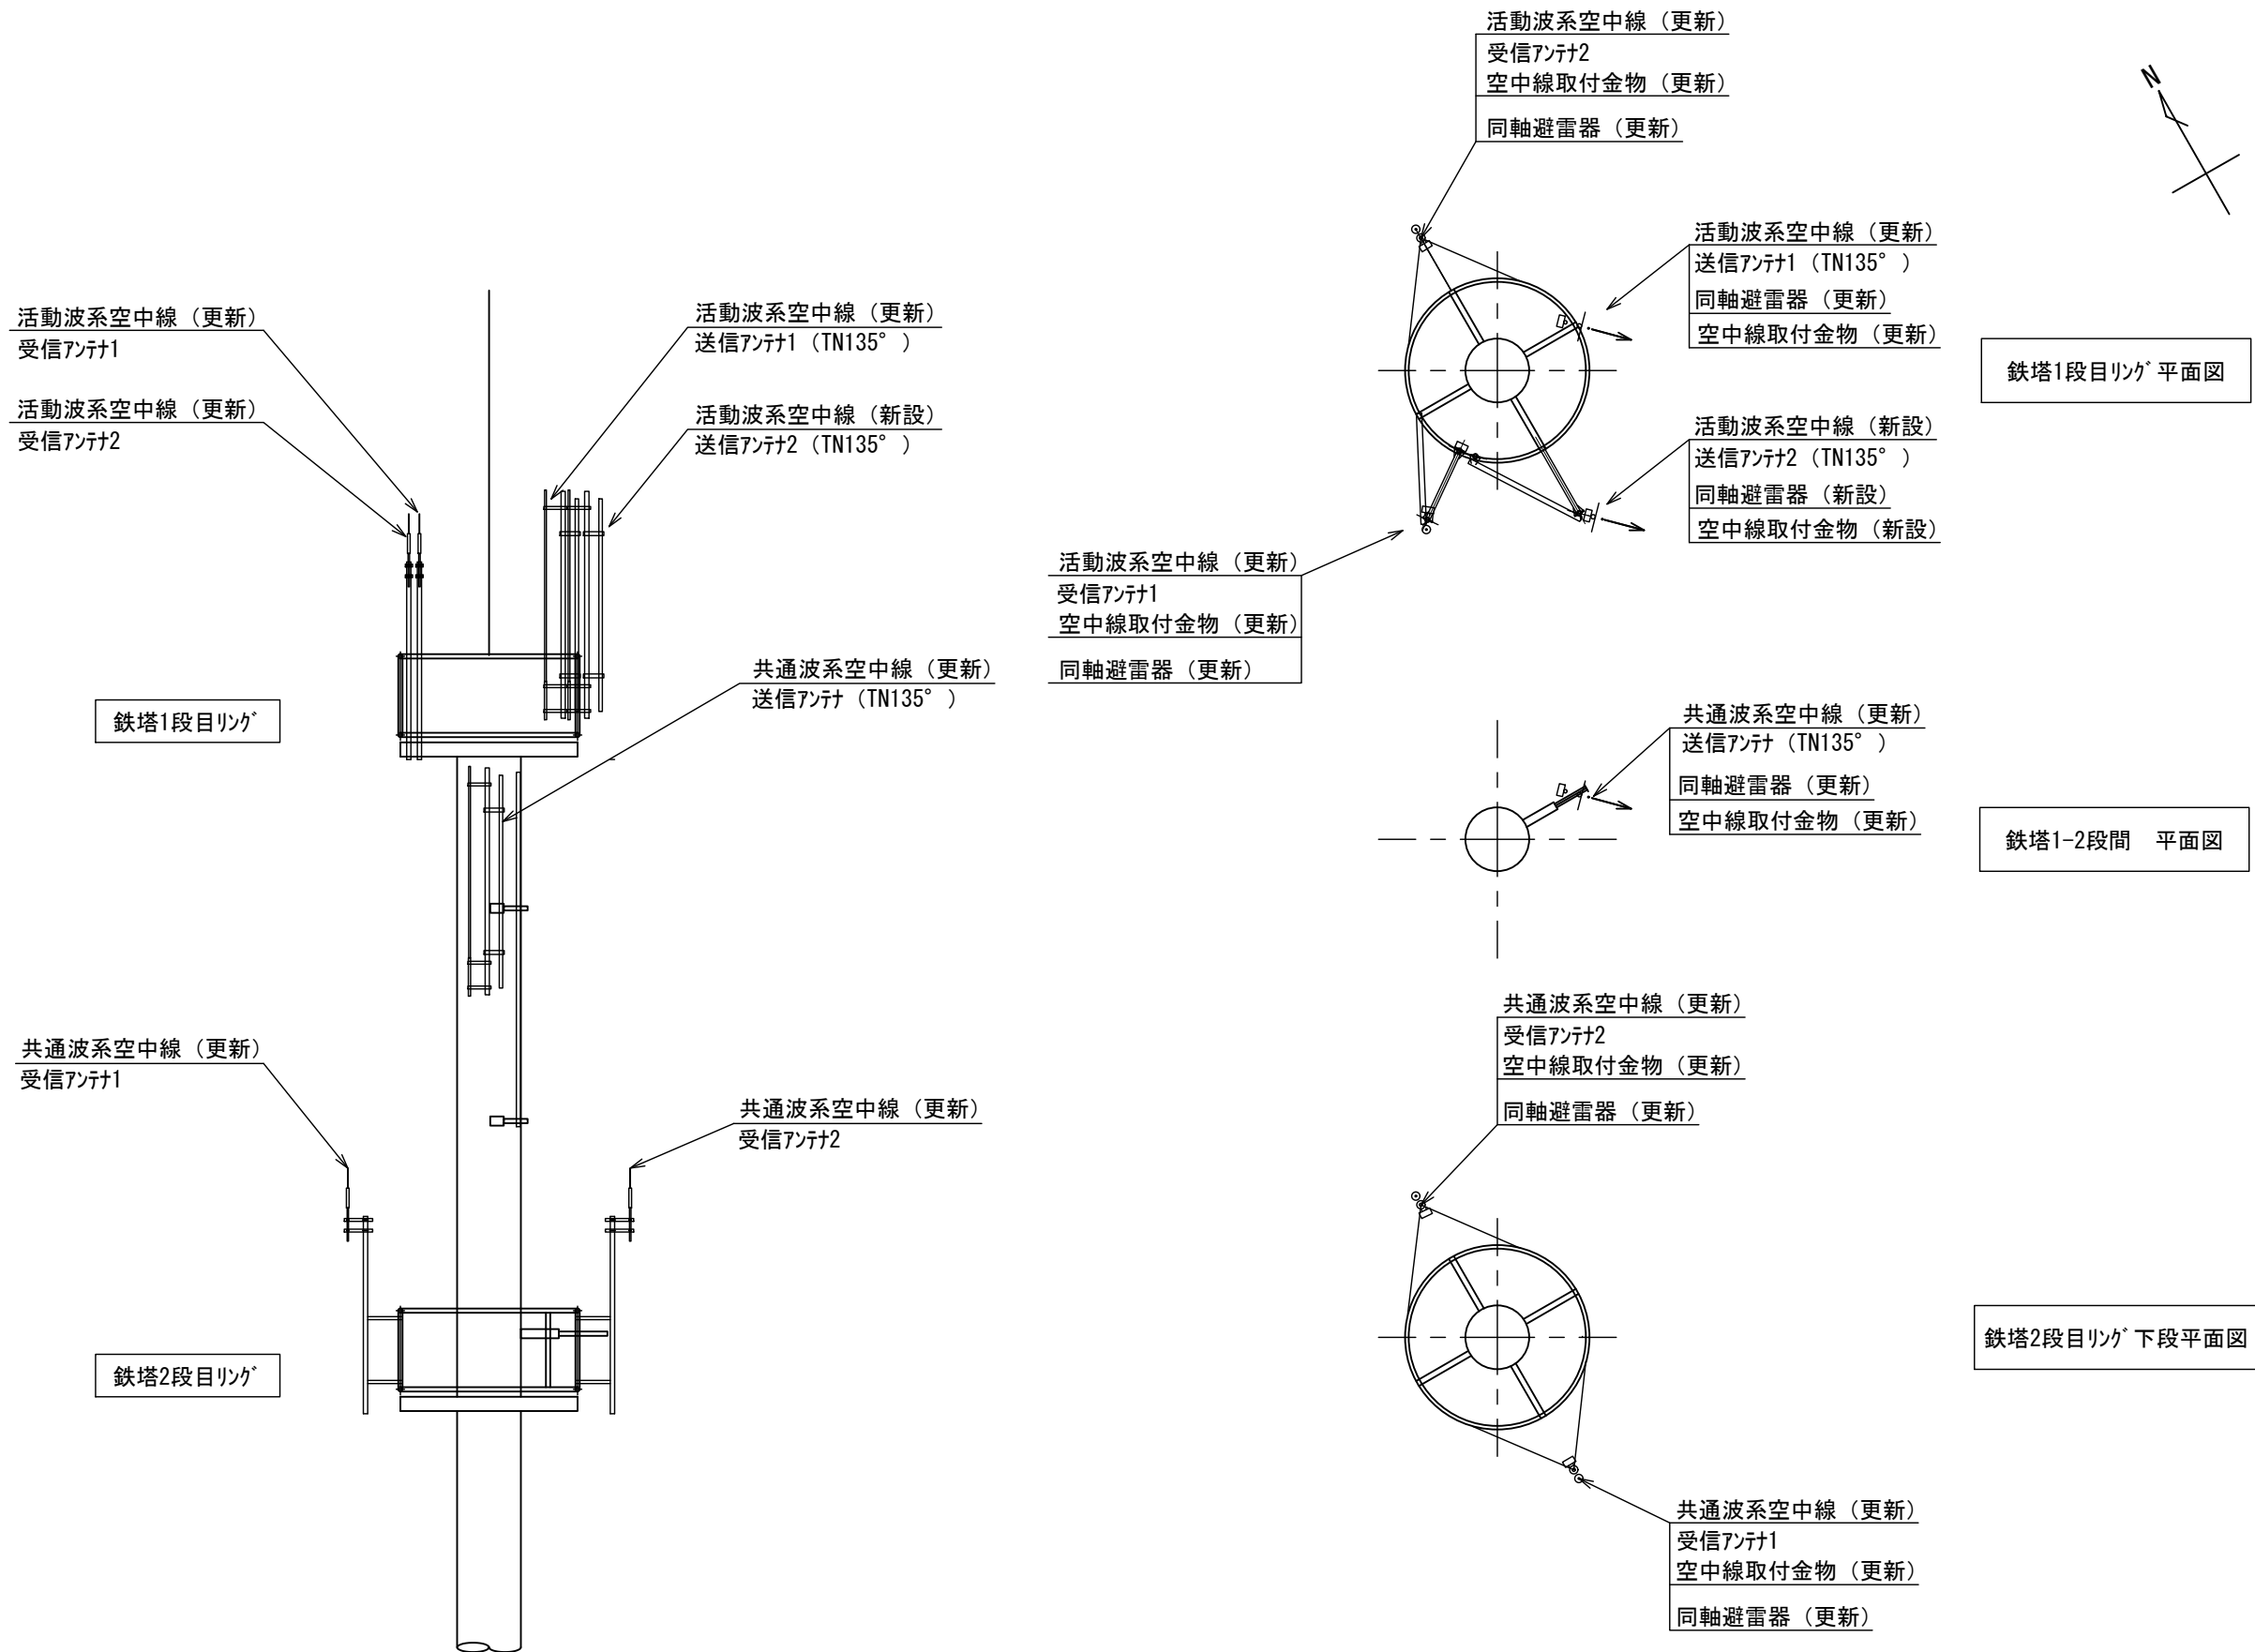 活動波系空中線（更新）
受信ｱﾝﾃﾅ1
活動波系空中線（更新）
受信ｱﾝﾃﾅ2
活動波系空中線（更新）
送信ｱﾝﾃﾅ1（TN135°）
活動波系空中線（新設）
送信ｱﾝﾃﾅ2（TN135°）
鉄塔1段目ﾘﾝｸﾞ
共通波系空中線（更新）
送信ｱﾝﾃﾅ（TN135°）
共通波系空中線（更新）
受信ｱﾝﾃﾅ1
共通波系空中線（更新）
受信ｱﾝﾃﾅ2
鉄塔2段目ﾘﾝｸﾞ
N
活動波系空中線（更新）
受信ｱﾝﾃﾅ2
空中線取付金物（更新）
同軸避雷器（更新）
活動波系空中線（更新）
送信ｱﾝﾃﾅ1（TN135°）
同軸避雷器（更新）
空中線取付金物（更新）
鉄塔1段目ﾘﾝｸﾞ平面図
活動波系空中線（新設）
送信ｱﾝﾃﾅ2（TN135°）
同軸避雷器（新設）
空中線取付金物（新設）
活動波系空中線（更新）
受信ｱﾝﾃﾅ1
空中線取付金物（更新）
同軸避雷器（更新）
共通波系空中線（更新）
送信ｱﾝﾃﾅ（TN135°）
同軸避雷器（更新）
空中線取付金物（更新）
鉄塔1-2段間　平面図
共通波系空中線（更新）
受信ｱﾝﾃﾅ2
空中線取付金物（更新）
同軸避雷器（更新）
鉄塔2段目ﾘﾝｸﾞ下段平面図
共通波系空中線（更新）
受信ｱﾝﾃﾅ1
空中線取付金物（更新）
同軸避雷器（更新）